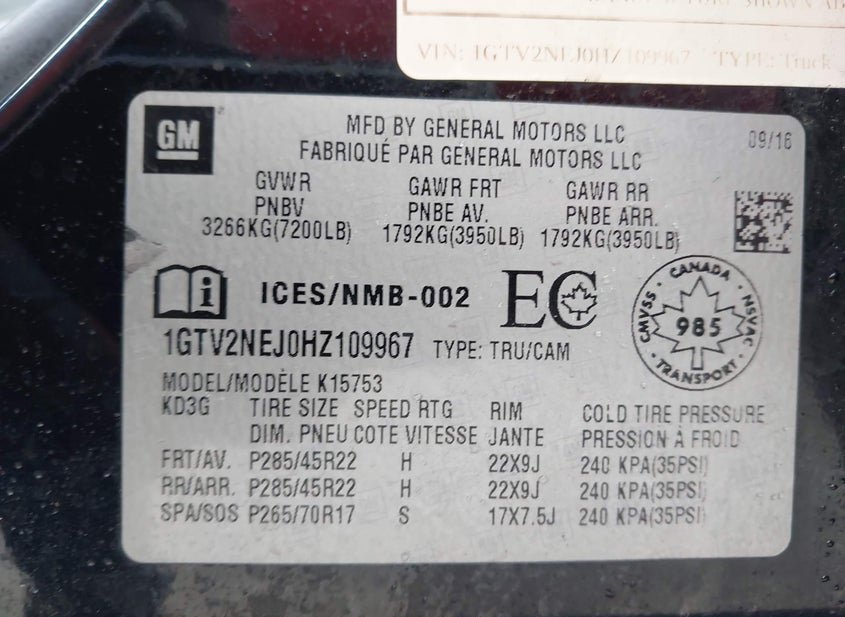 SHOWN AB
VIN: 1GTV2NEJ0HZ109967 TYPE: Truck
GM
MFD BY GENERAL MOTORS LLC
09/16
FABRIQUÉ PAR GENERAL MOTORS LLC
GVWR GAWR FRT GAWR RR
PNBV PNBE AV. PNBE ARR.
3266KG(7200LB) 1792KG(3950LB) 1792KG(3950LB)
ICES/NMB-002 EC
CANADA
CMVSS 985 NSVAC
TRANSPORT
1GTV2NEJ0HZ109967 TYPE: TRU/CAM
MODEL/MODÈLE K15753
KD3G TIRE SIZE SPEED RTG RIM COLD TIRE PRESSURE
DIM. PNEU COTE VITESSE JANTE PRESSION À FROID
FRT/AV. P285/45R22 H 22X9J 240 KPA(35PSI)
RR/ARR. P285/45R22 H 22X9J 240 KPA(35PSI)
SPA/SOS P265/70R17 S 17X7.5J 240 KPA(35PSI)